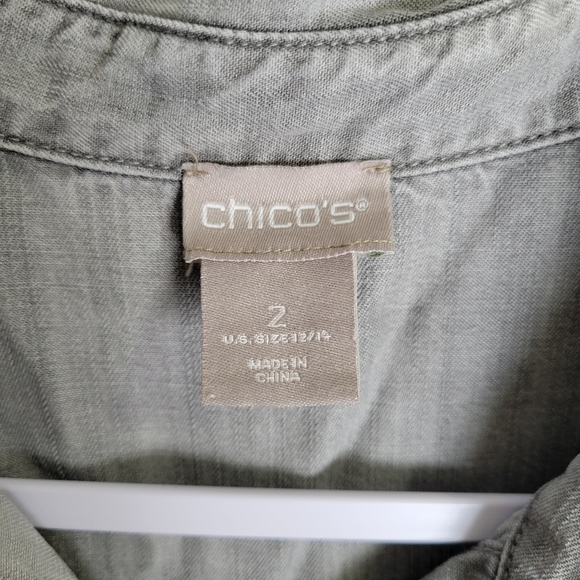 chico's®
2
U.S. SIZE 12/14
MADE IN
CHINA